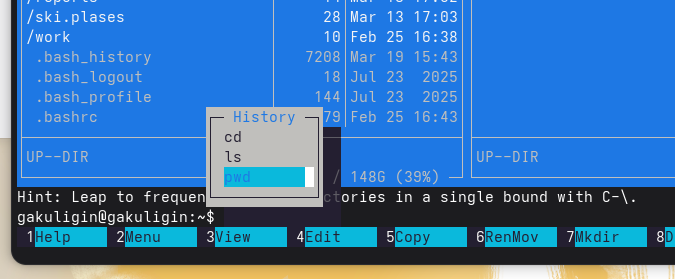 /ski.plases 28 Mar 13 17:03
/work 10 Feb 25 16:38
.bash_history 7208 Mar 19 15:43
.bash_logout 18 Jul 23 2025
.bash_profile 144 Jul 23 2025
.bashrc 79 Feb 25 16:43
History
cd
ls
pwd
UP--DIR / 148G (39%) UP--DIR
Hint: Leap to frequen tories in a single bound with C-\.
gakuligin@gakuligin:~$
1Help 2Menu 3View 4Edit 5Copy 6RenMov 7Mkdir 8D